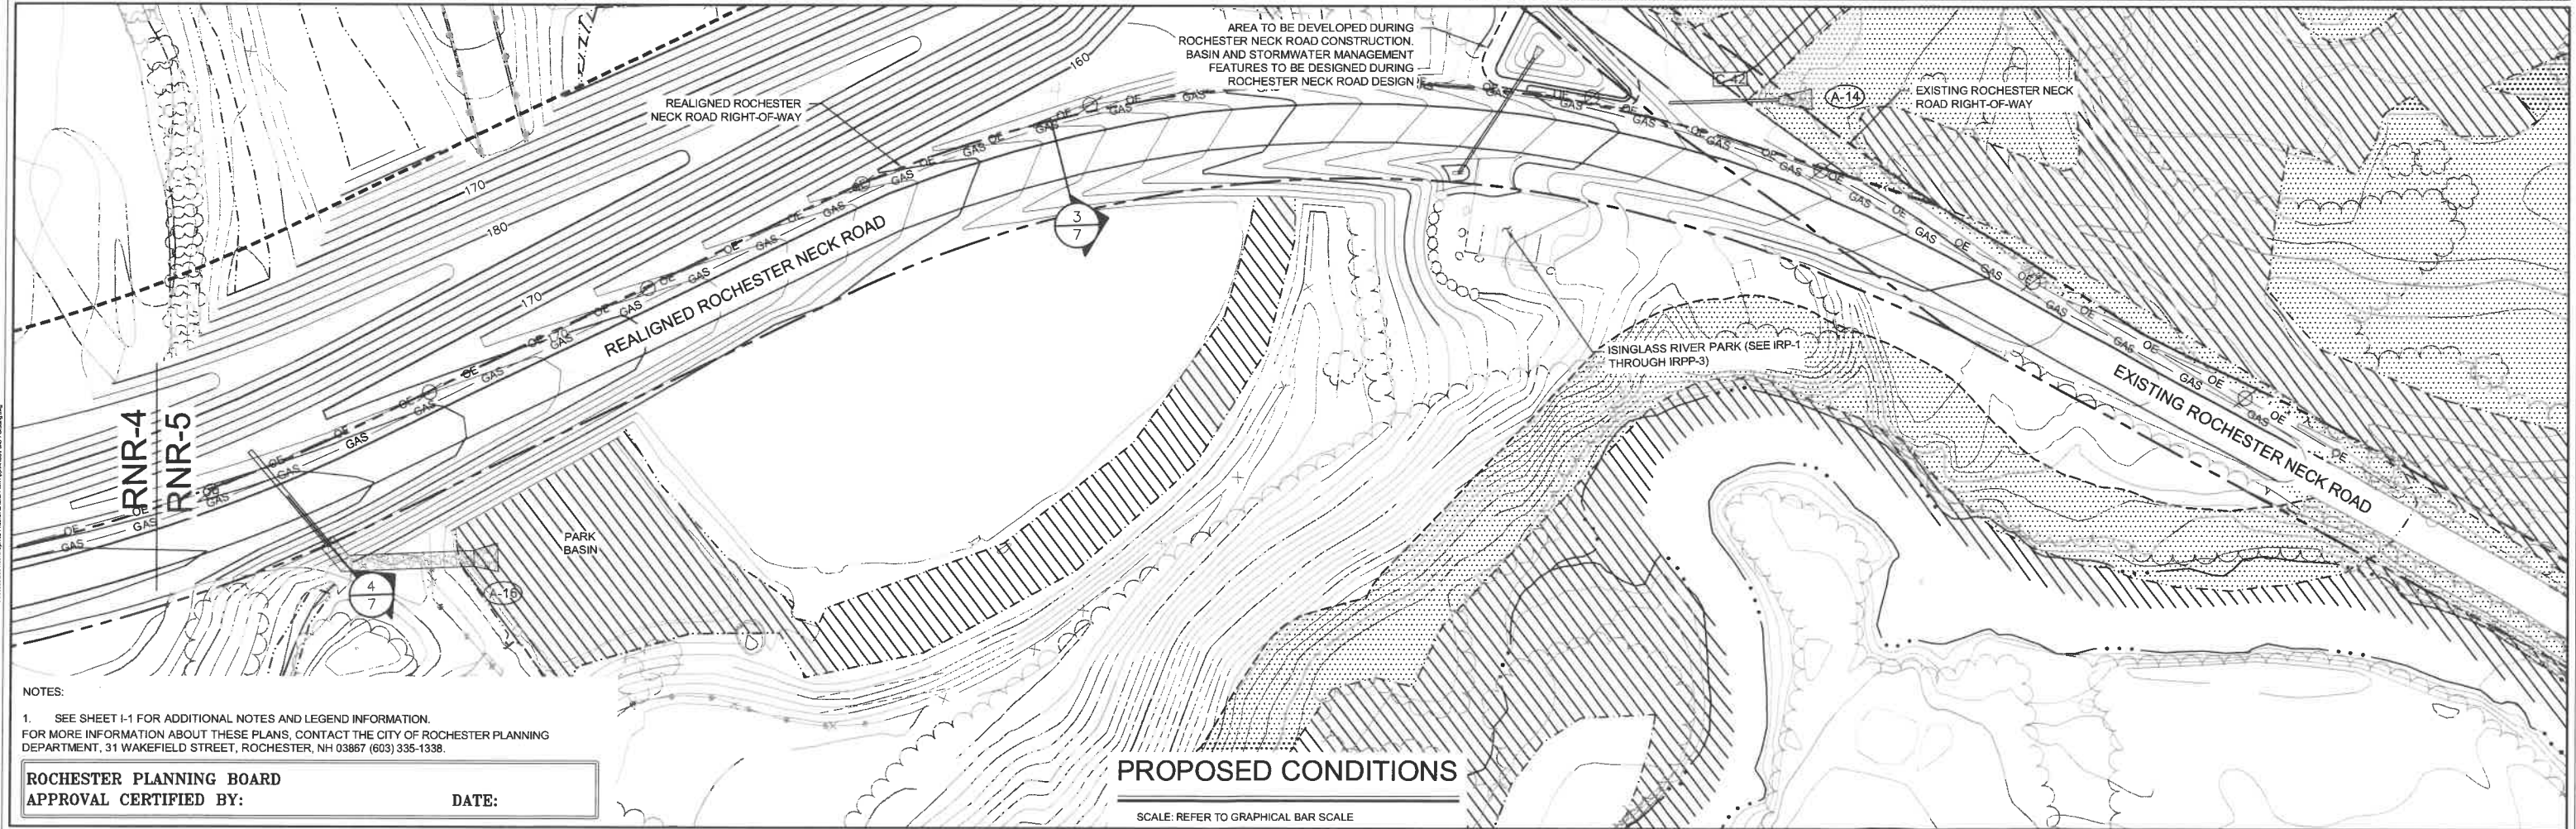 AREA TO BE DEVELOPED DURING
ROCHESTER NECK ROAD CONSTRUCTION.
BASIN AND STORMWATER MANAGEMENT
FEATURES TO BE DESIGNED DURING
ROCHESTER NECK ROAD DESIGN
160
REALIGNED ROCHESTER
NECK ROAD RIGHT-OF-WAY
C-12
A-14
EXISTING ROCHESTER NECK
ROAD RIGHT-OF-WAY
170
180
170
3
7
REALIGNED ROCHESTER NECK ROAD
OE
GAS
ISINGLASS RIVER PARK (SEE IRP-1
THROUGH IRPP-3)
EXISTING ROCHESTER NECK ROAD
RNR-4
RNR-5
PARK
BASIN
4
7
A-16
NOTES:
1. SEE SHEET I-1 FOR ADDITIONAL NOTES AND LEGEND INFORMATION.
FOR MORE INFORMATION ABOUT THESE PLANS, CONTACT THE CITY OF ROCHESTER PLANNING
DEPARTMENT, 31 WAKEFIELD STREET, ROCHESTER, NH 03867 (603) 335-1338.
ROCHESTER PLANNING BOARD
APPROVAL CERTIFIED BY: DATE:
PROPOSED CONDITIONS
SCALE: REFER TO GRAPHICAL BAR SCALE